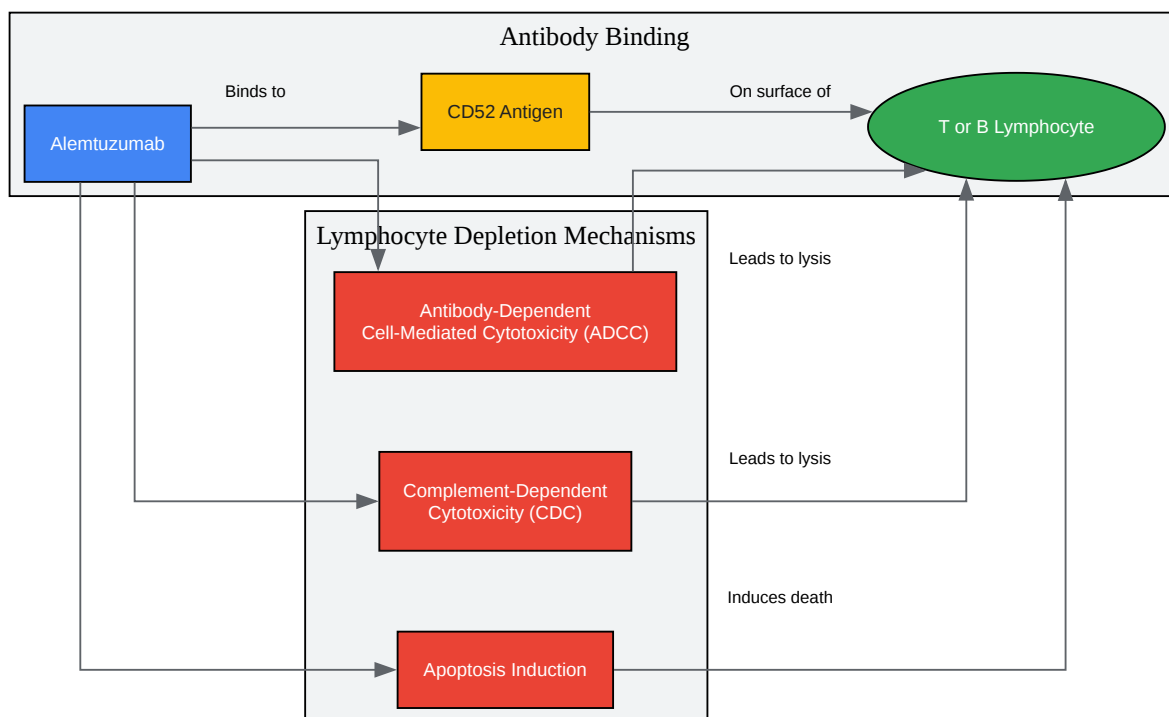 Antibody Binding
Binds to
CD52 Antigen
On surface of
T or B Lymphocyte
Alemtuzumab
Lymphocyte Depletion Mechanisms
Leads to lysis
Antibody-Dependent
Cell-Mediated Cytotoxicity (ADCC)
Leads to lysis
Complement-Dependent
Cytotoxicity (CDC)
Induces death
Apoptosis Induction